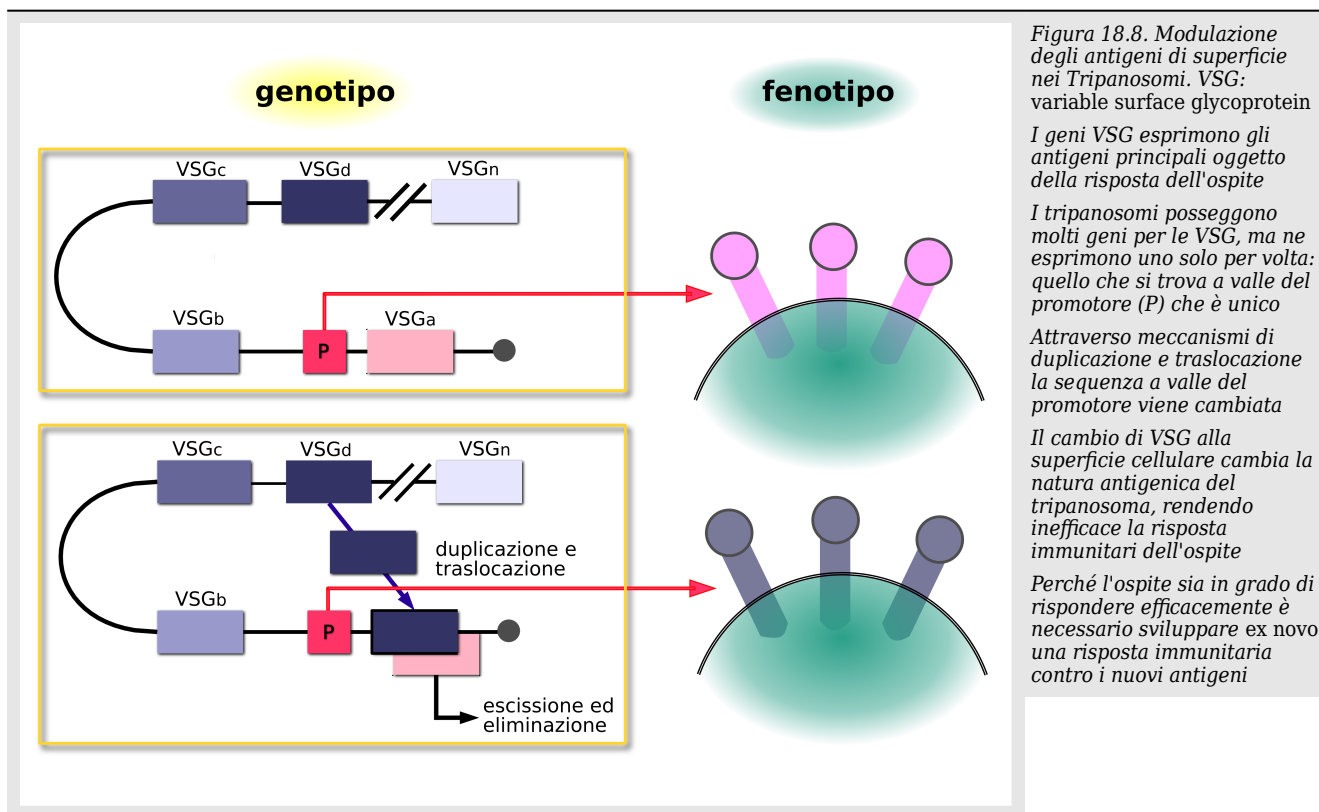 genotipo
fenotipo
VSGc
VSGd
VSGn
VSGb
P
VSGa
VSGc
VSGd
VSGn
duplicazione e
traslocazione
VSGb
P
escissione ed
eliminazione
Figura 18.8. Modulazione
degli antigeni di superficie
nei Tripanosomi. VSG:
variable surface glycoprotein
I geni VSG esprimono gli
antigeni principali oggetto
della risposta dell'ospite
I tripanosomi posseggono
molti geni per le VSG, ma ne
esprimono uno solo per volta:
quello che si trova a valle del
promotore (P) che è unico
Attraverso meccanismi di
duplicazione e traslocazione
la sequenza a valle del
promotore viene cambiata
Il cambio di VSG alla
superficie cellulare cambia la
natura antigenica del
tripanosoma, rendendo
inefficace la risposta
immunitari dell'ospite
Perché l'ospite sia in grado di
rispondere efficacemente è
necessario sviluppare ex novo
una risposta immunitaria
contro i nuovi antigeni